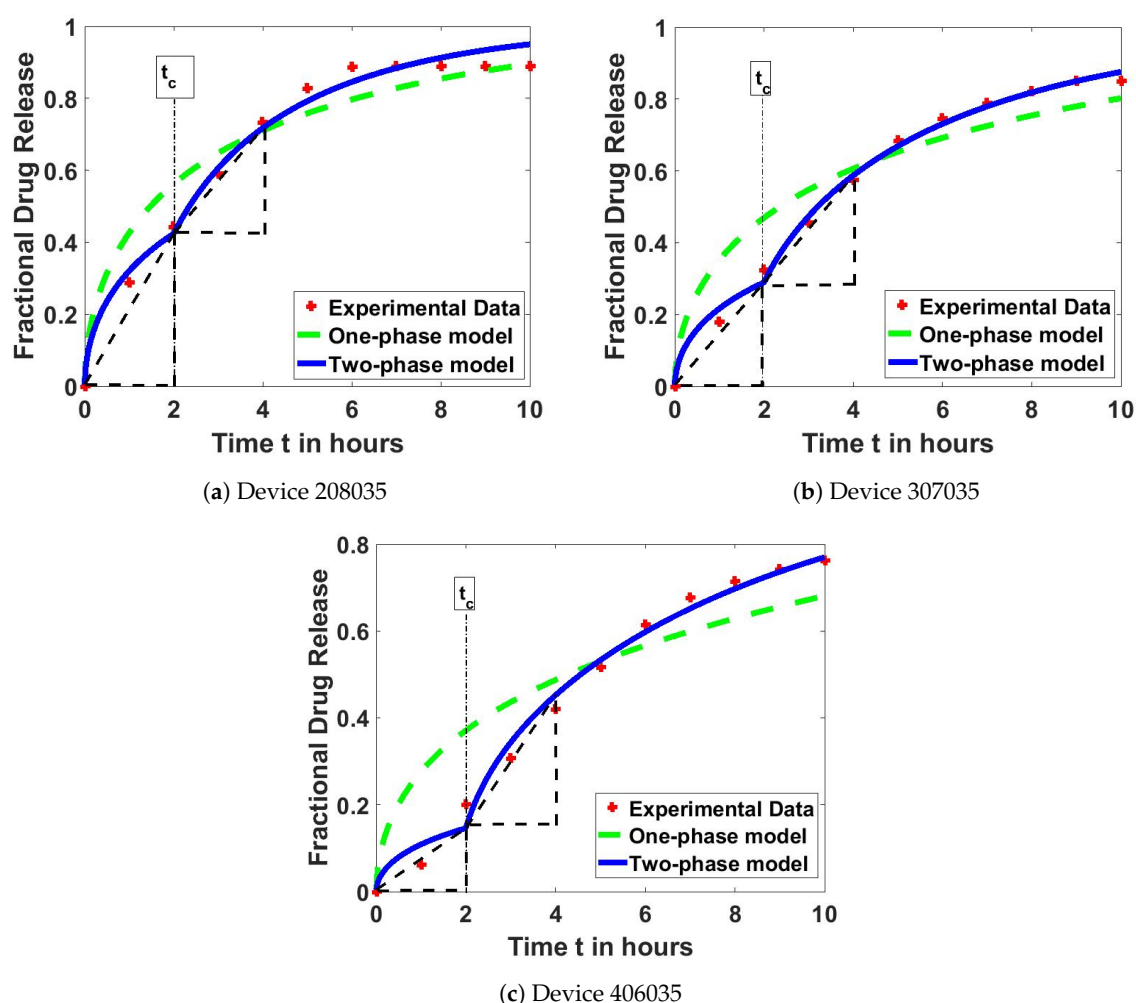 1
0.8
0.6
0.4
0.2
0
Fractional Drug Release
t_c
Experimental Data
One-phase model
Two-phase model
0 2 4 6 8 10
Time t in hours
(a) Device 208035
1
0.8
0.6
0.4
0.2
0
Fractional Drug Release
t_c
Experimental Data
One-phase model
Two-phase model
0 2 4 6 8 10
Time t in hours
(b) Device 307035
0.8
0.6
0.4
0.2
0
Fractional Drug Release
t_c
Experimental Data
One-phase model
Two-phase model
0 2 4 6 8 10
Time t in hours
(c) Device 406035